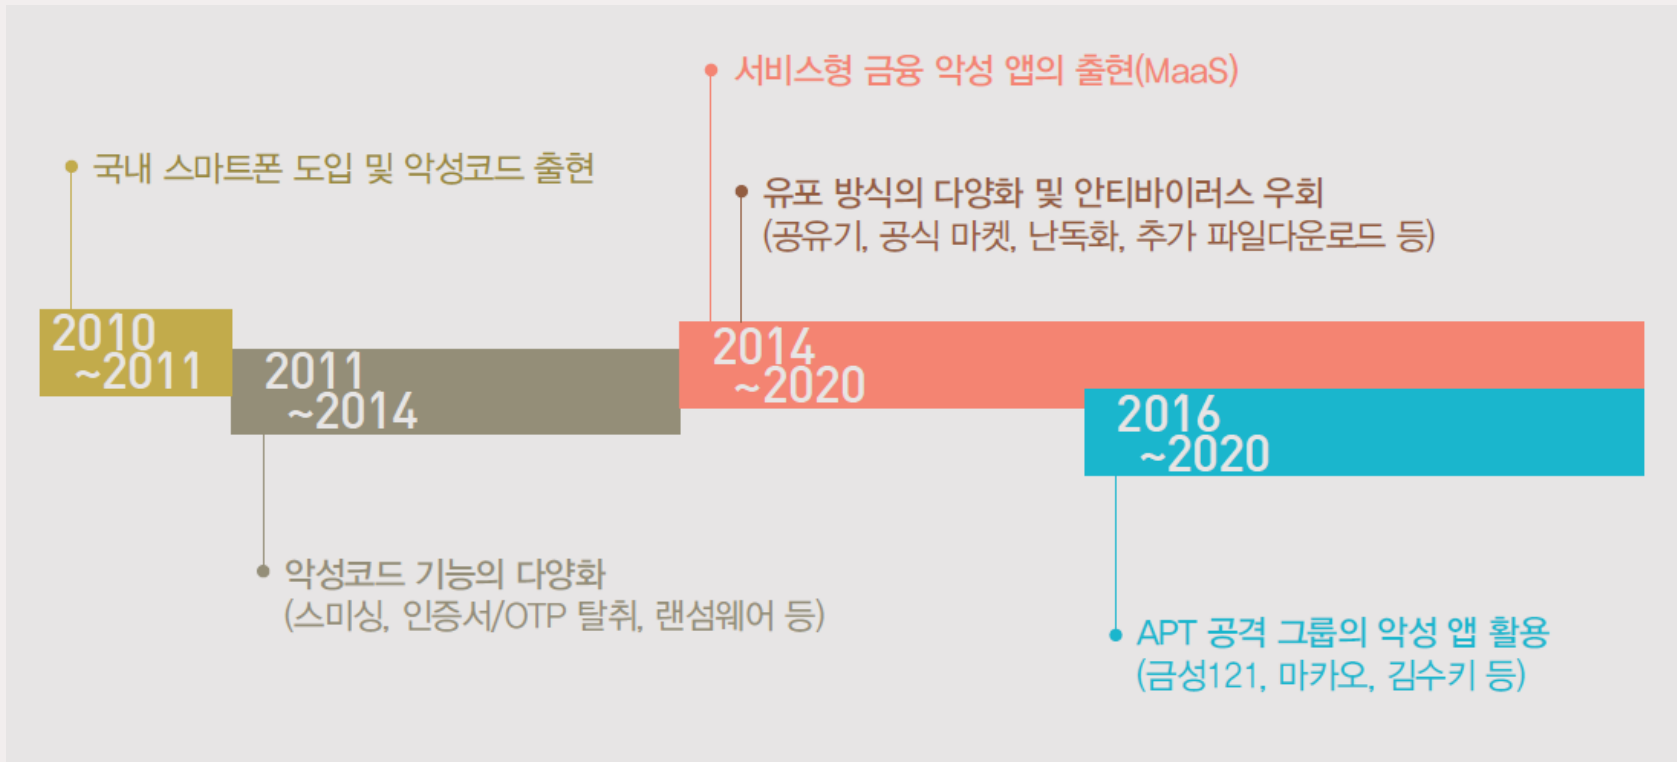 서비스형 금융 악성 앱의 출현(MaaS)
국내 스마트폰 도입 및 악성코드 출현
유포 방식의 다양화 및 안티바이러스 우회
(공유기, 공식 마켓, 난독화, 추가 파일다운로드 등)
2010
~2011
2011
~2014
2014
~2020
2016
~2020
악성코드 기능의 다양화
(스미싱, 인증서/OTP 탈취, 랜섬웨어 등)
APT 공격 그룹의 악성 앱 활용
(금성121, 마카오, 김수키 등)